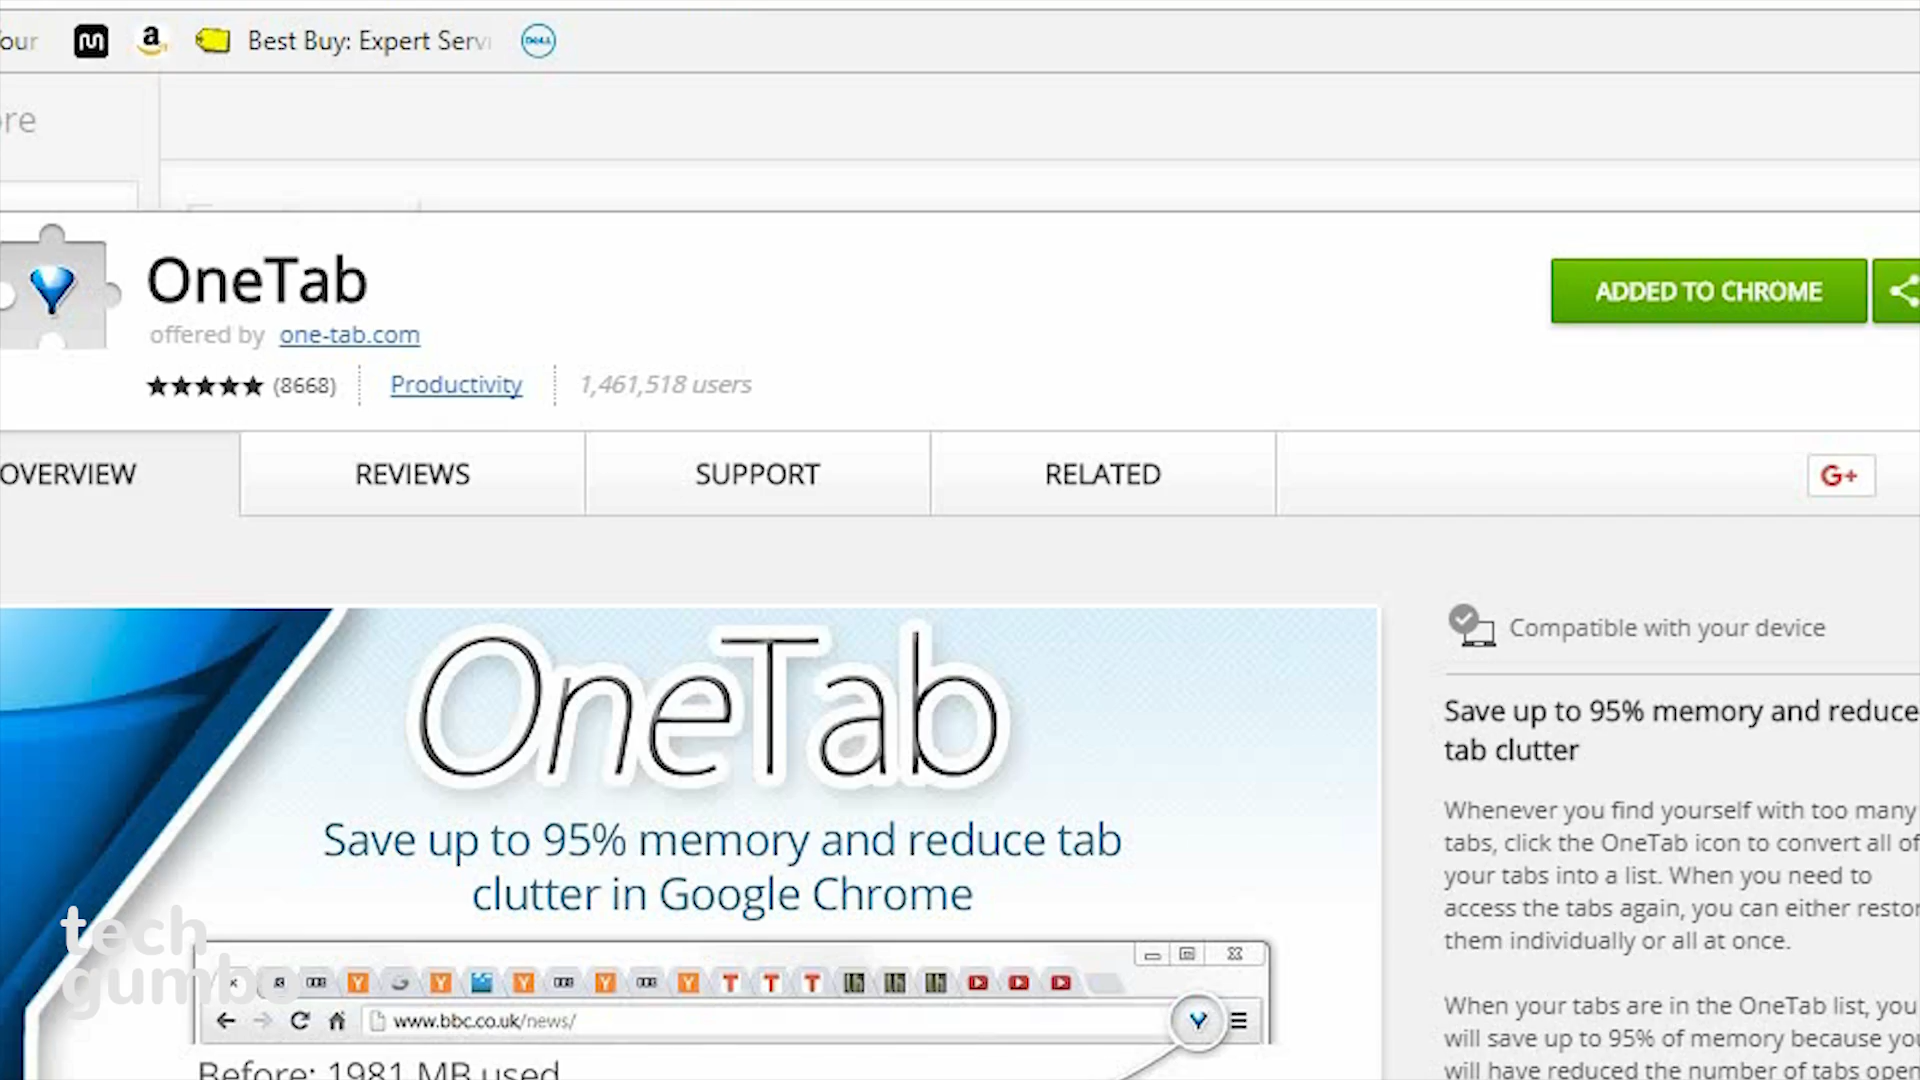 our
a
Best Buy: Expert Servi
DELL
ore
OneTab
offered by one-tab.com
(8668)
Productivity
1,461,518 users
ADDED TO CHROME
OVERVIEW
REVIEWS
SUPPORT
RELATED
G+
OneTab
Save up to 95% memory and reduce tab
clutter in Google Chrome
www.bbc.co.uk/news/
Before: 1981 MB used
Compatible with your device
Save up to 95% memory and reduce
tab clutter
Whenever you find yourself with too many
tabs, click the OneTab icon to convert all of
your tabs into a list. When you need to
access the tabs again, you can either restor
them individually or all at once.
When your tabs are in the OneTab list, you
will save up to 95% of memory because you
will have reduced the number of tabs open
tech
gumbo